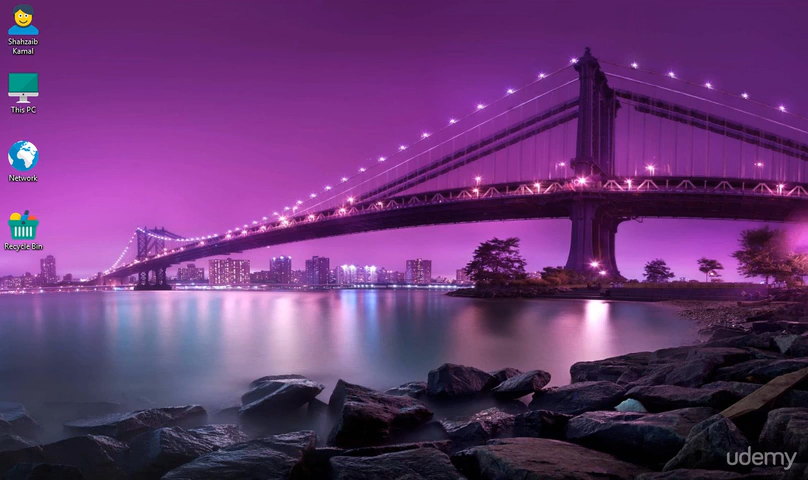 Shahzaib
Kamal
This PC
Network
Recycle Bin
udemy